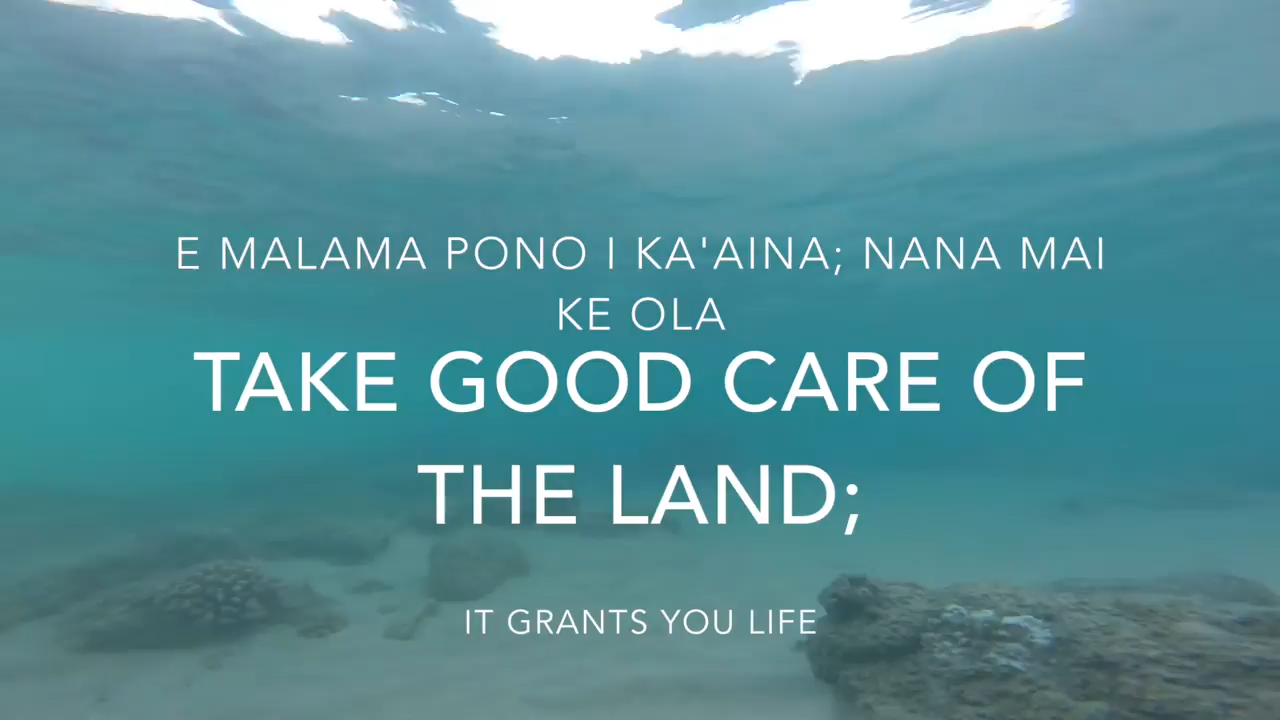 E MALAMA PONO I KA'AINA; NANA MAI
KE OLA
TAKE GOOD CARE OF
THE LAND;
IT GRANTS YOU LIFE